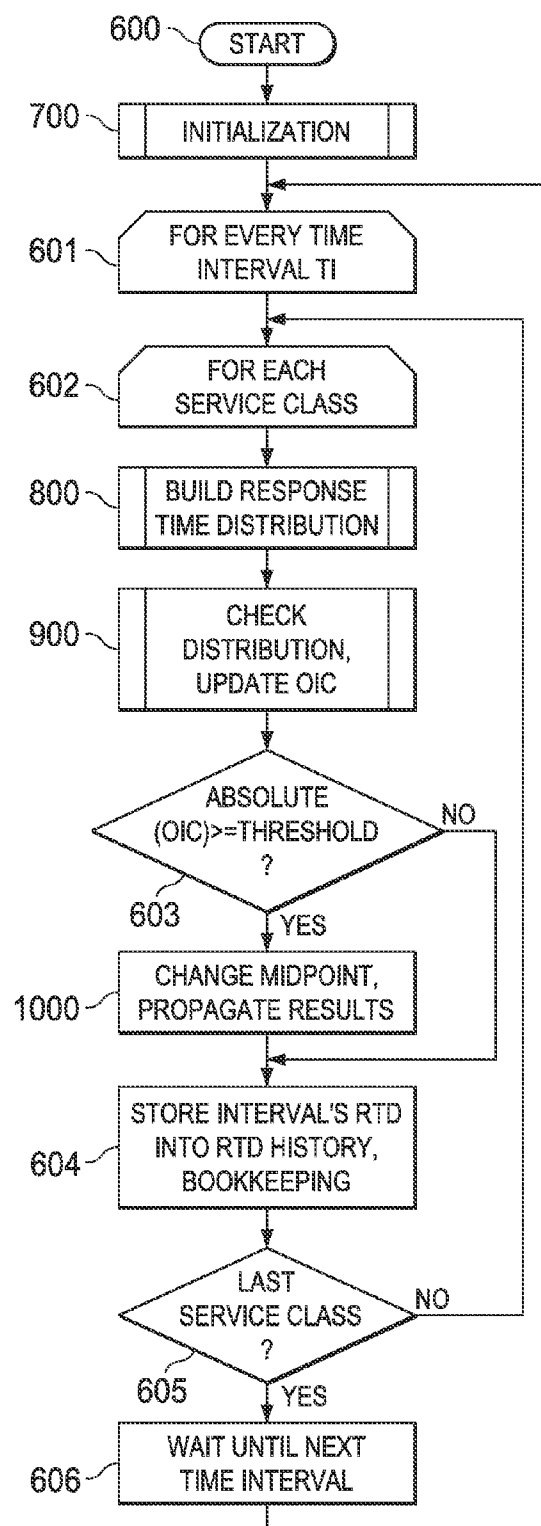 600
START
700
INITIALIZATION
601
FOR EVERY TIME
INTERVAL TI
602
FOR EACH
SERVICE CLASS
800
BUILD RESPONSE
TIME DISTRIBUTION
900
CHECK
DISTRIBUTION,
UPDATE OIC
ABSOLUTE
(OIC)>=THRESHOLD
?
NO
603
YES
1000
CHANGE MIDPOINT,
PROPAGATE RESULTS
604
STORE INTERVAL'S RTD
INTO RTD HISTORY,
BOOKKEEPING
LAST
SERVICE CLASS
?
NO
605
YES
606
WAIT UNTIL NEXT
TIME INTERVAL